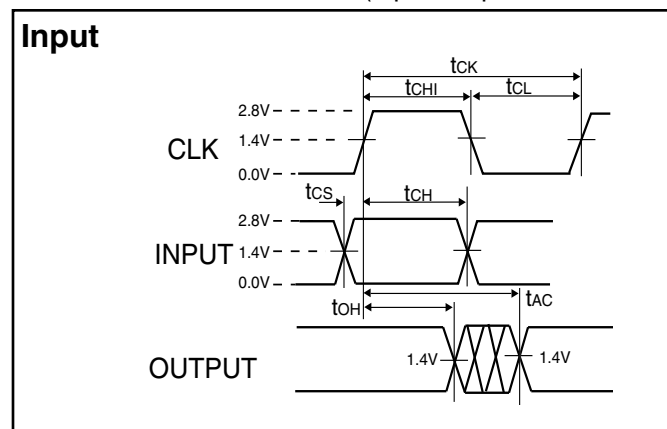 Input
tCK
tCHI
tCL
2.8V
CLK
1.4V
0.0V
tCS
tCH
2.8V
INPUT
1.4V
0.0V
tOH
tAC
1.4V
1.4V
OUTPUT